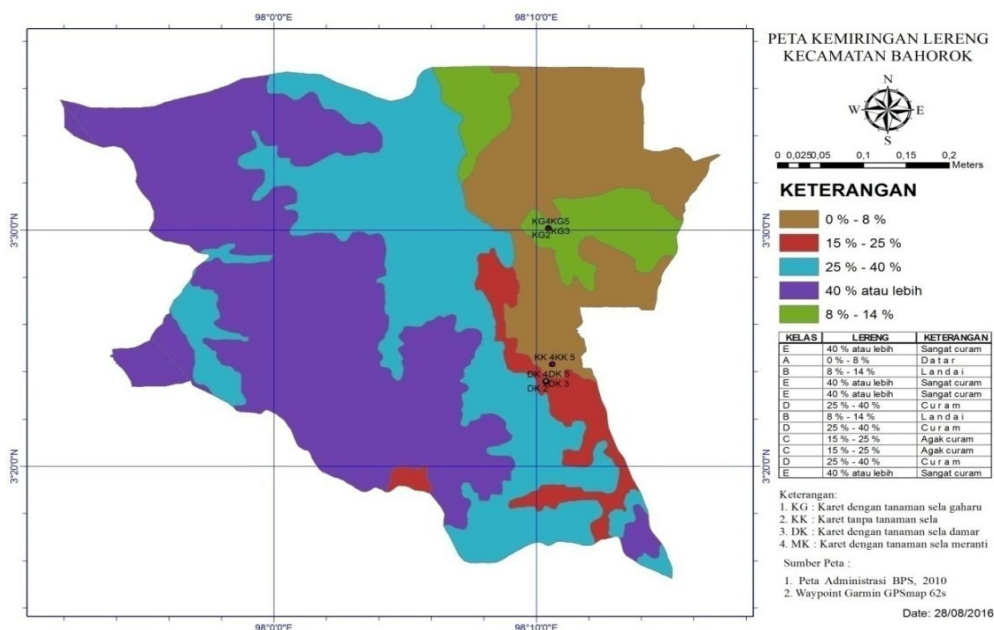 98°0'0"E 98°10'0"E
3°30'0"N
3°20'0"N
KG4KG5
KG3
KG2
KK 4KK 5
DK 4DK 5
DK 3
DK 2
3°30'0"N
3°20'0"N
98°0'0"E 98°10'0"E
PETA KEMIRINGAN LERENG
KECAMATAN BAHOROK
N
W E
S
0 0,0250,05 0,1 0,15 0,2
Meters
KETERANGAN
0 % - 8 %
15 % - 25 %
25 % - 40 %
40 % atau lebih
8 % - 14 %
KELAS LERENG KETERANGAN
E 40 % atau lebih Sangat curam
A 0 % - 8 % D a t a r
B 8 % - 14 % L a n d a i
E 40 % atau lebih Sangat curam
E 40 % atau lebih Sangat curam
D 25 % - 40 % C u r a m
B 8 % - 14 % L a n d a i
D 25 % - 40 % C u r a m
C 15 % - 25 % Agak curam
C 15 % - 25 % Agak curam
D 25 % - 40 % C u r a m
E 40 % atau lebih Sangat curam
Keterangan:
1. KG : Karet dengan tanaman sela gaharu
2. KK : Karet tanpa tanaman sela
3. DK : Karet dengan tanaman sela damar
4. MK : Karet dengan tanaman sela meranti
Sumber Peta :
1. Peta Administrasi BPS, 2010
2. Waypoint Garmin GPSmap 62s
Date: 28/08/2016